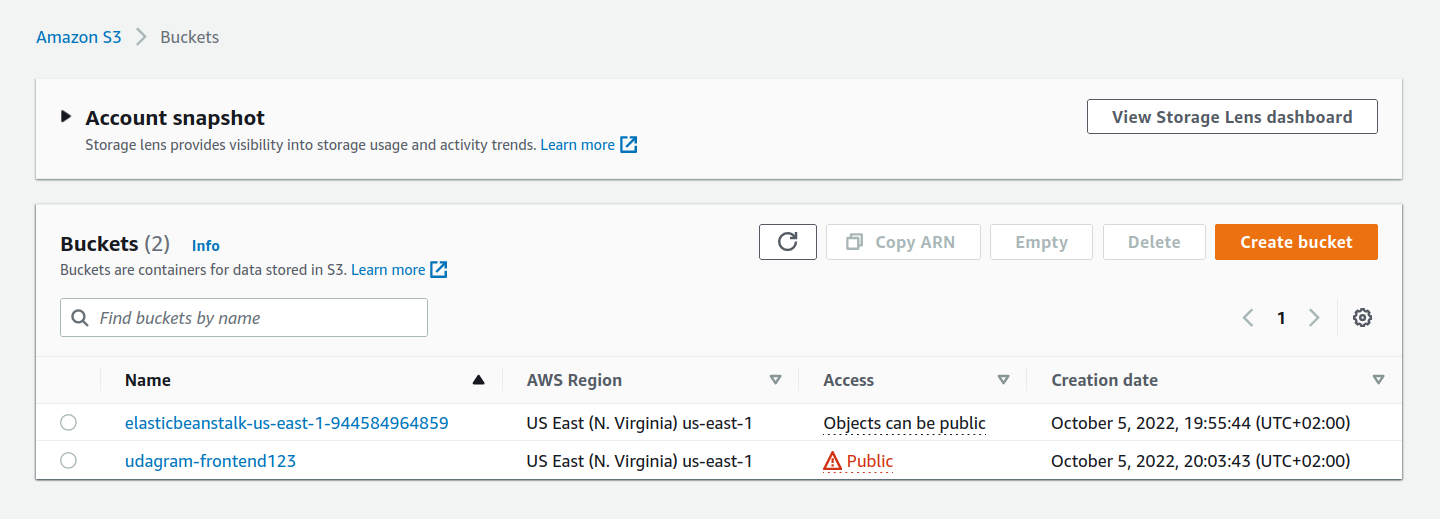 Amazon S3 Buckets
Account snapshot
View Storage Lens dashboard
Storage lens provides visibility into storage usage and activity trends. Learn more
Buckets (2) Info
Copy ARN Empty Delete Create bucket
Buckets are containers for data stored in S3. Learn more
Find buckets by name
1
Name AWS Region Access Creation date
elasticbeanstalk-us-east-1-944584964859 US East (N. Virginia) us-east-1 Objects can be public October 5, 2022, 19:55:44 (UTC+02:00)
udagram-frontend123 US East (N. Virginia) us-east-1 Public October 5, 2022, 20:03:43 (UTC+02:00)